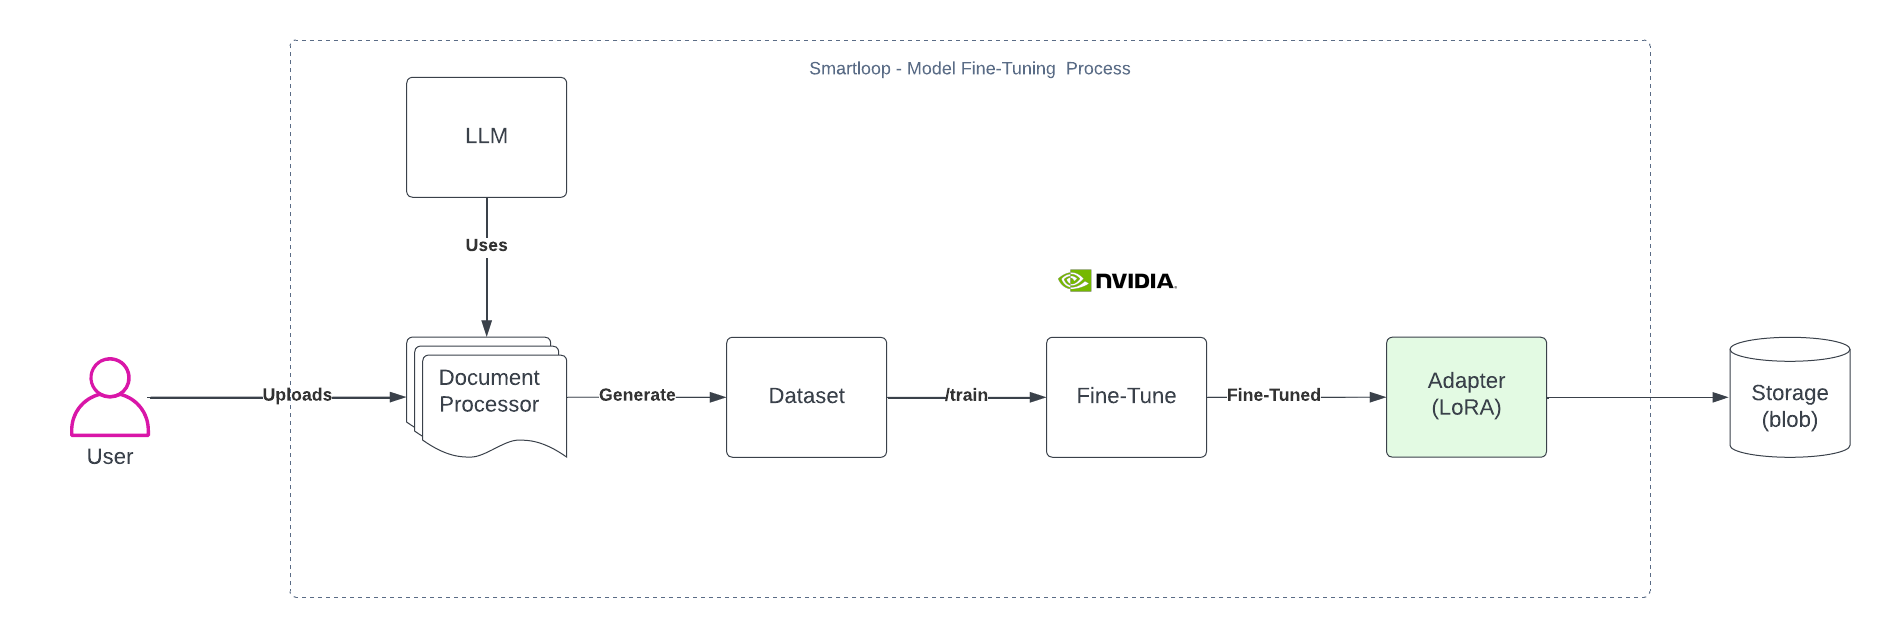 Smartloop - Model Fine-Tuning  Process
LLM
Uses
NVIDIA
User
Uploads
Document
Processor
Generate
Dataset
/train
Fine-Tune
Fine-Tuned
Adapter
(LoRA)
Storage
(blob)